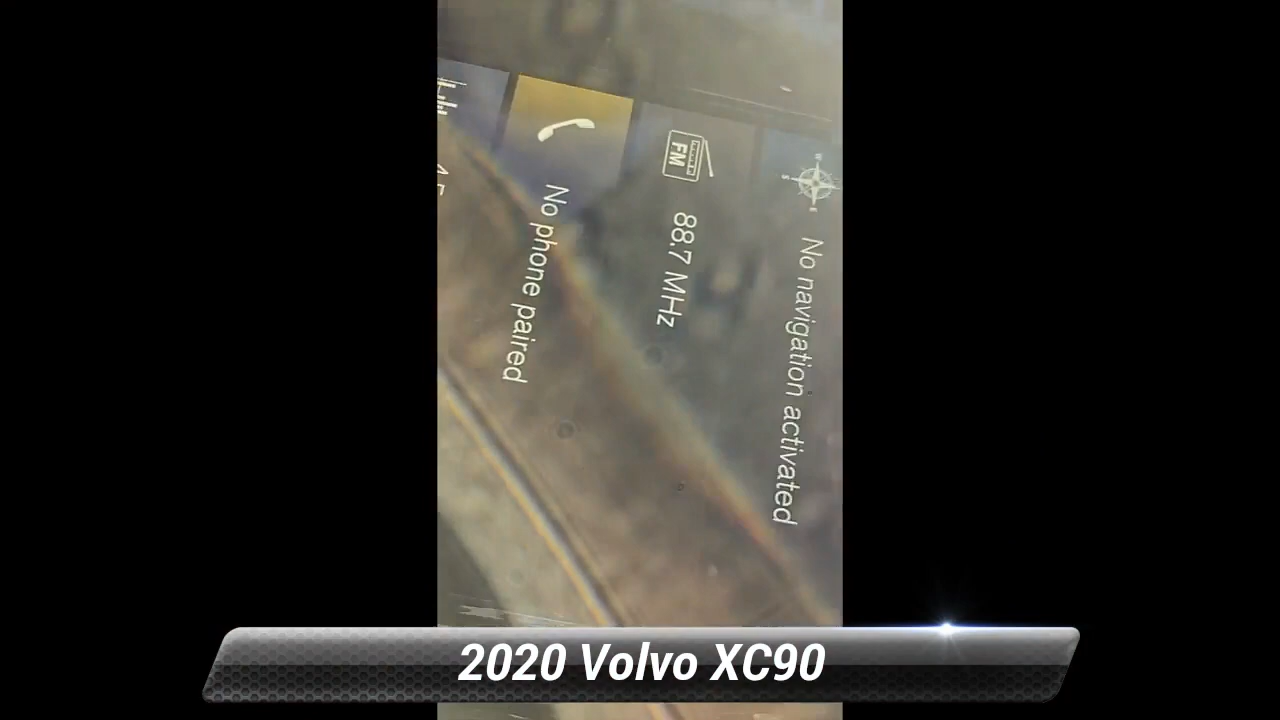 No navigation activated
FM
88.7 MHz
No phone paired
2020 Volvo XC90